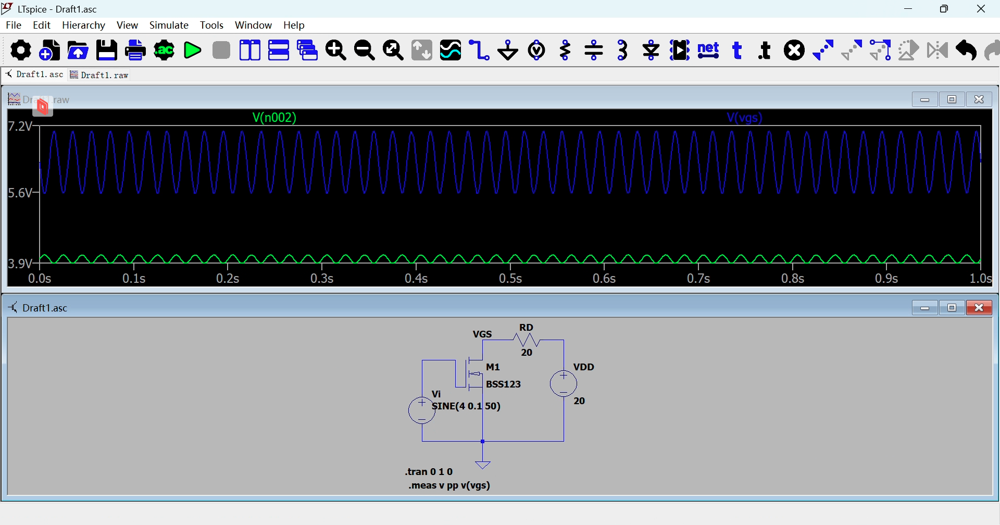 LTspice - Draft1.asc
File Edit Hierarchy View Simulate Tools Window Help
.ac net t .t
Draft1.asc Draft1.raw
raw
V(n002) V(vgs)
7.2V
5.6V
3.9V
0.0s 0.1s 0.2s 0.3s 0.4s 0.5s 0.6s 0.7s 0.8s 0.9s 1.0s
Draft1.asc
RD
VGS
20
M1 VDD
BSS123
Vi
20
SINE(4 0.1 50)
.tran 0 1 0
.meas v pp v(vgs)